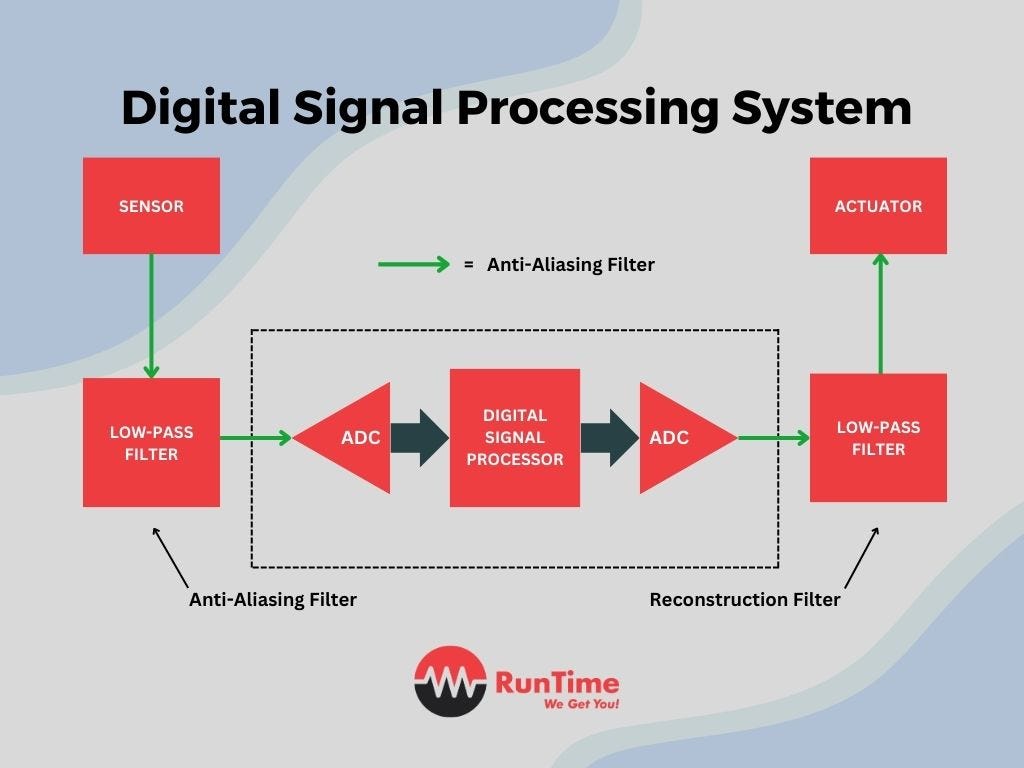 Digital Signal Processing System
SENSOR
ACTUATOR
= Anti-Aliasing Filter
LOW-PASS
FILTER
ADC
DIGITAL
SIGNAL
PROCESSOR
ADC
LOW-PASS
FILTER
Anti-Aliasing Filter
Reconstruction Filter
RunTime
We Get You!